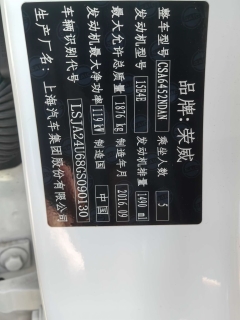 品牌：荣威
整车型号 CSA6452NDAN 乘坐人数 5
发动机型号 15E4E 发动机排量 1490 ml
最大允许总质量 1876 kg 制造年月 2016.09
发动机最大净功率 119kW 制造国 中国
车辆识别代号 LSJA24U68GS090130
生产厂名：上海汽车集团股份有限公司